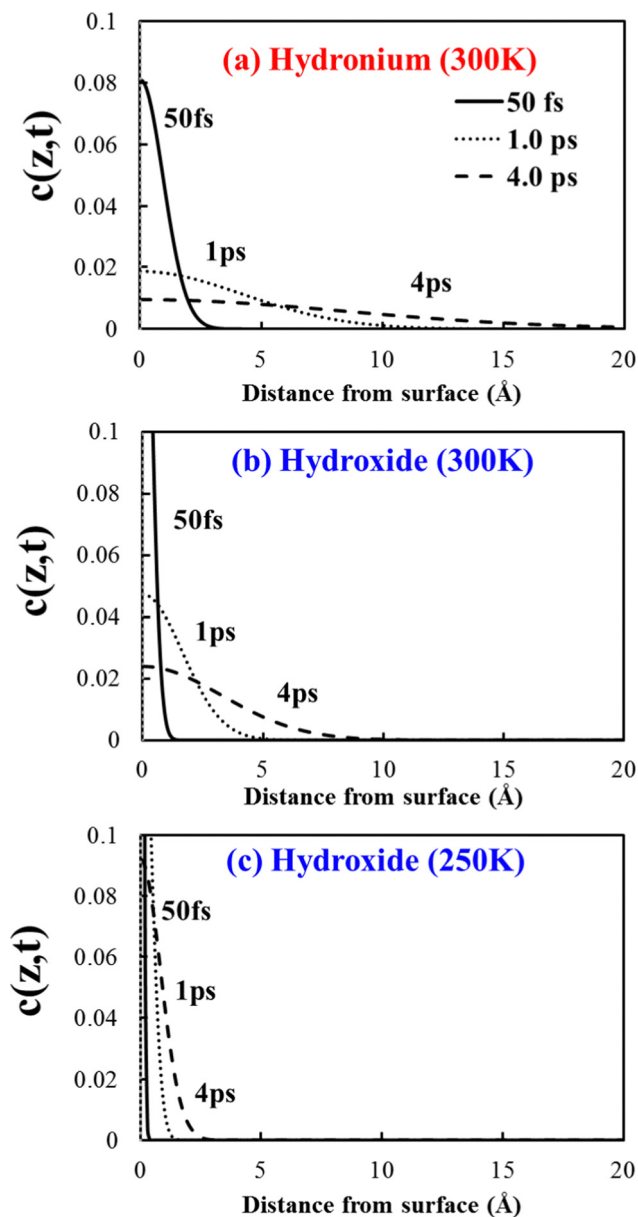 0.1
(a) Hydronium (300K)
0.08
50fs
50 fs
1.0 ps
4.0 ps
c(z,t)
0.06
0.04
1ps
0.02
4ps
0
0 5 10 15 20
Distance from surface (Å)
0.1
(b) Hydroxide (300K)
0.08
50fs
c(z,t)
0.06
0.04
1ps
0.02
4ps
0
0 5 10 15 20
Distance from surface (Å)
0.1
(c) Hydroxide (250K)
0.08
50fs
c(z,t)
0.06
1ps
0.04
0.02
4ps
0
0 5 10 15 20
Distance from surface (Å)